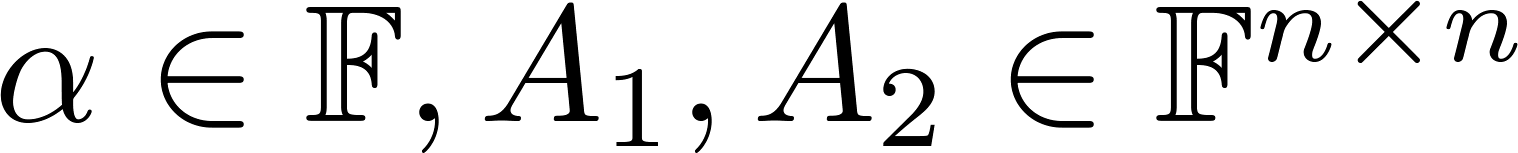 α ∈ 𝔽, A₁, A₂ ∈ 𝔽ⁿˣⁿ